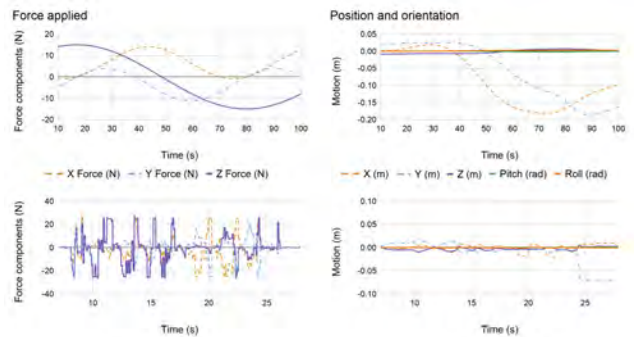 Force applied
Position and orientation
Force components (N)
20
10
0
-10
-20
10 20 30 40 50 60 70 80 90 100
Time (s)
Motion (m)
0.05
0.00
-0.05
-0.10
-0.15
-0.20
10 20 30 40 50 60 70 80 90 100
Time (s)
X Force (N) Y Force (N) Z Force (N)
X (m) Y (m) Z (m) Pitch (rad) Roll (rad)
Force components (N)
40
20
0
-20
-40
10 15 20 25
Time (s)
Motion (m)
0.10
0.05
0.00
-0.05
-0.10
10 15 20 25
Time (s)